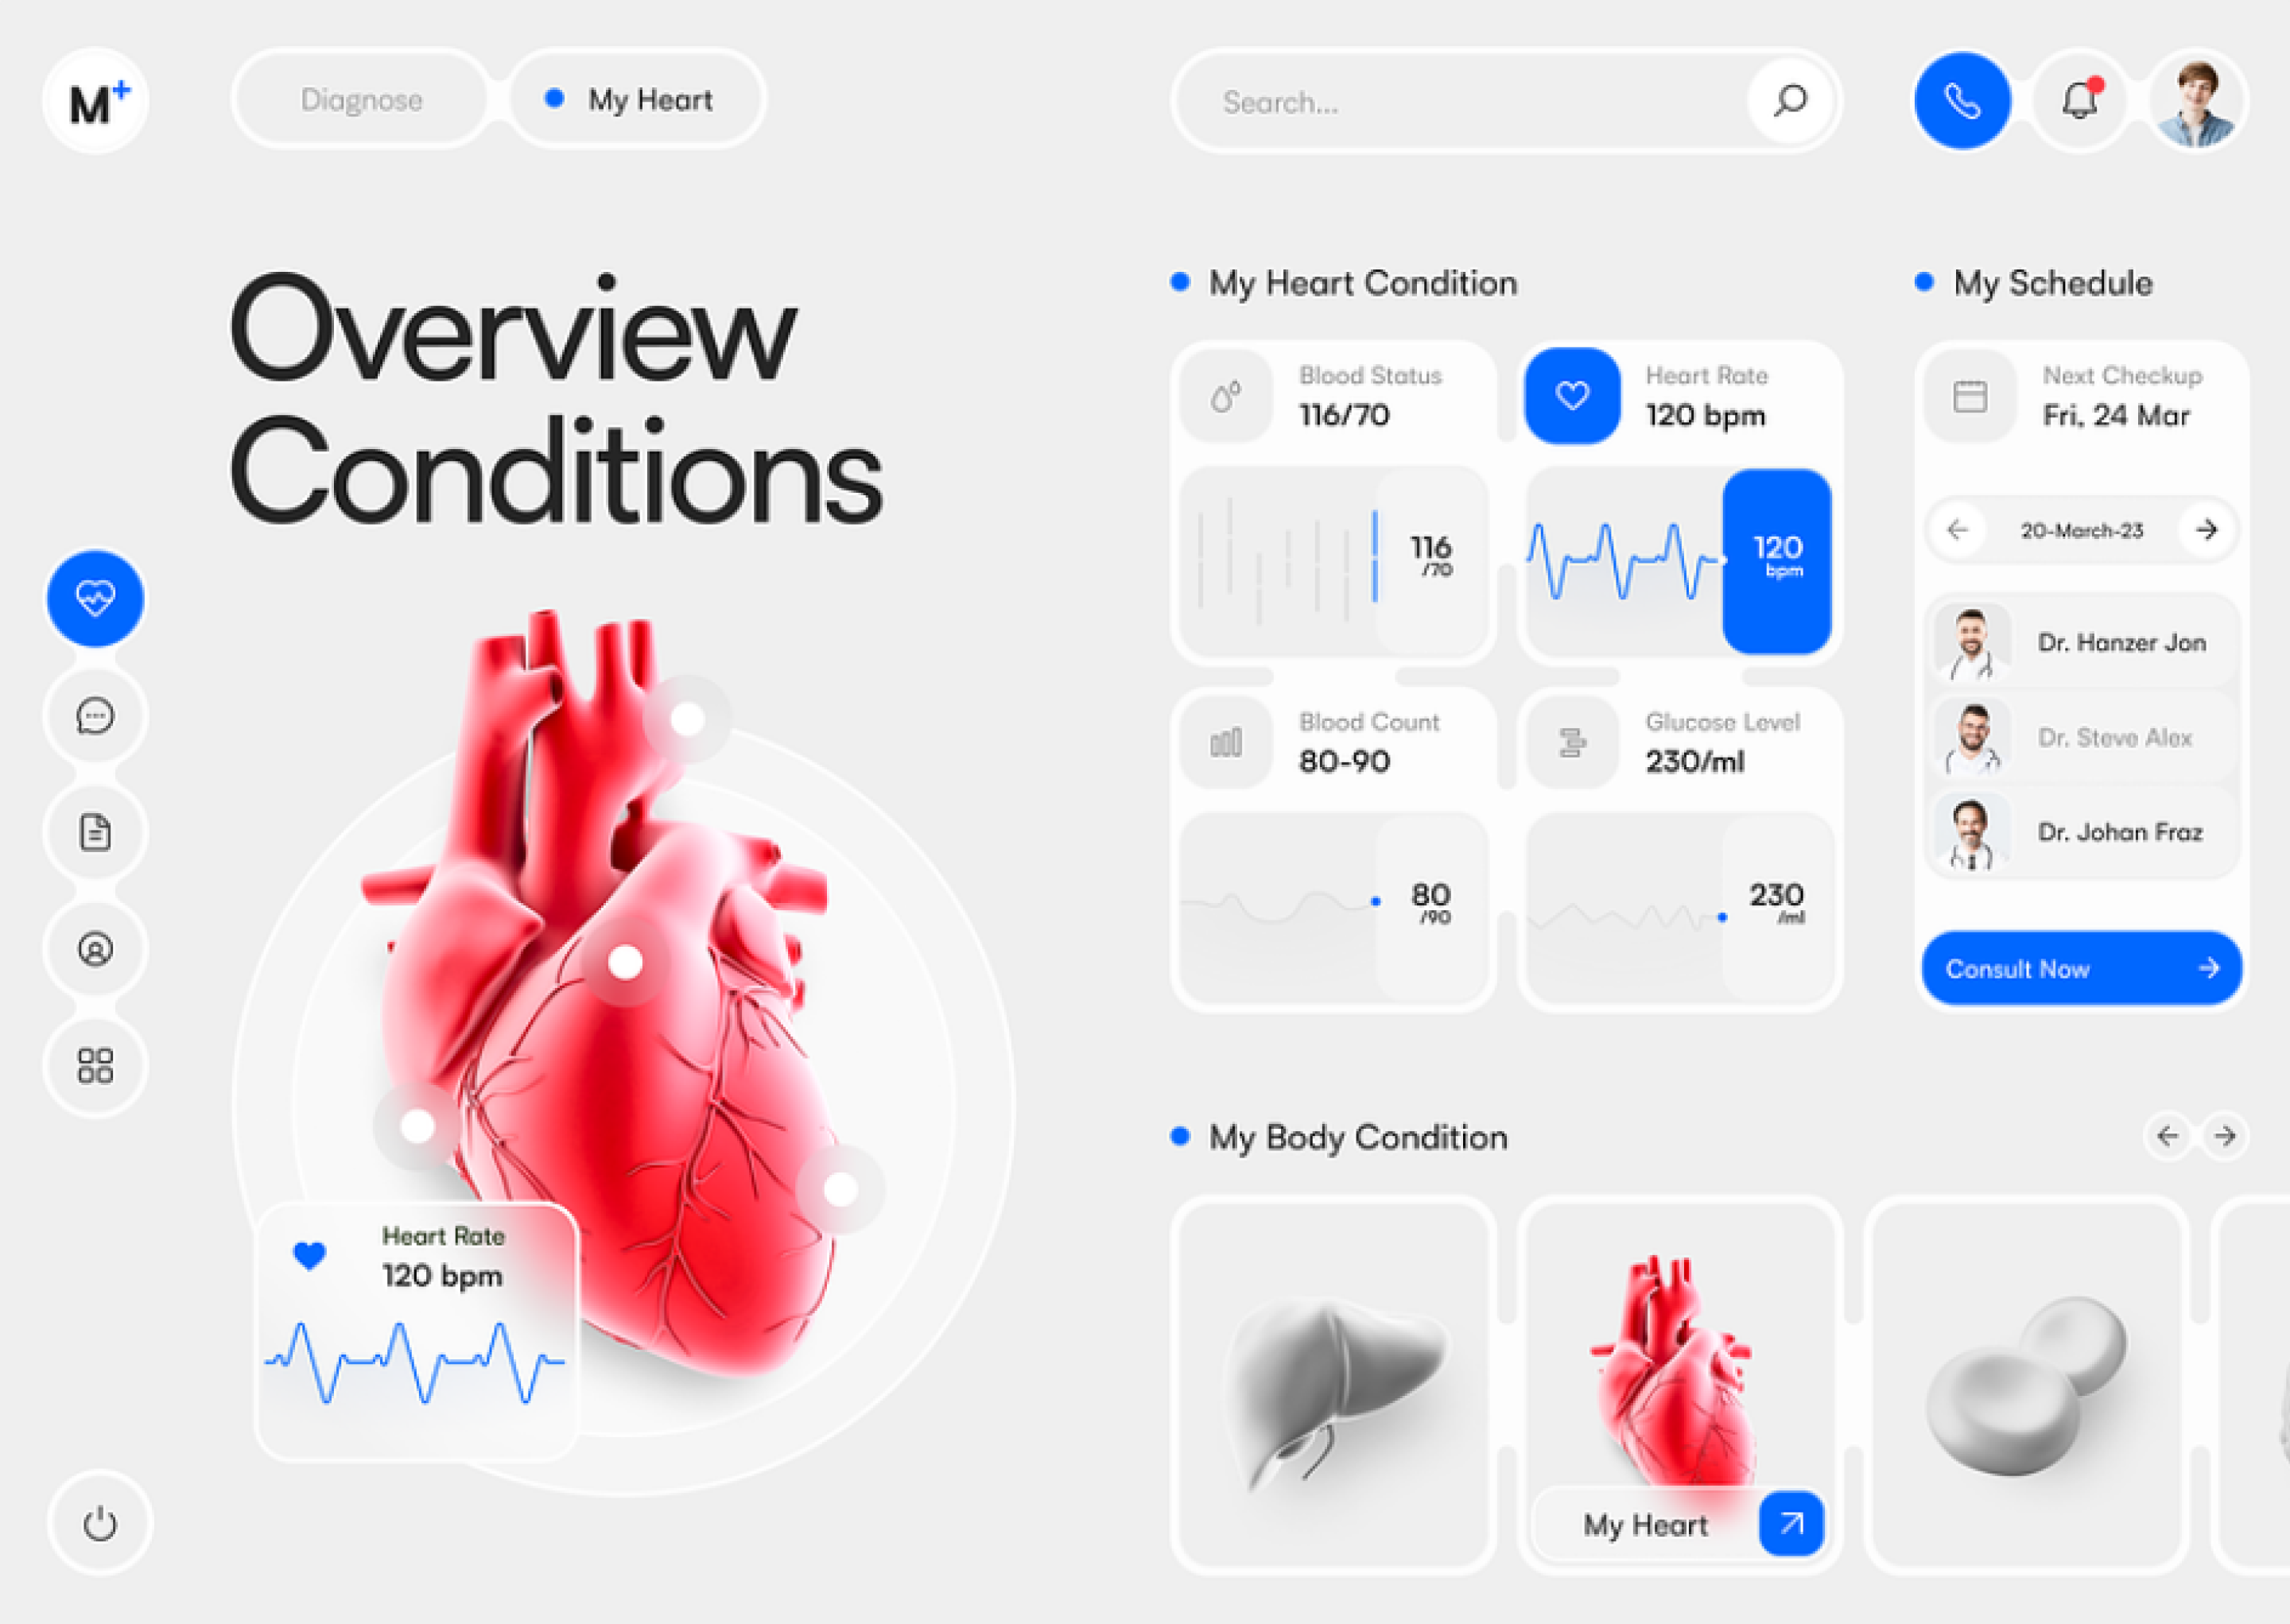 M+
Diagnose
My Heart
Search...
Overview
Conditions
Heart Rate
120 bpm
My Heart Condition
Blood Status
116/70
116
/70
Heart Rate
120 bpm
120
bpm
Blood Count
80-90
80
/90
Glucose Level
230/ml
230
/ml
My Schedule
Next Checkup
Fri, 24 Mar
20-March-23
Dr. Hanzer Jon
Dr. Steve Alex
Dr. Johan Fraz
Consult Now
My Body Condition
My Heart